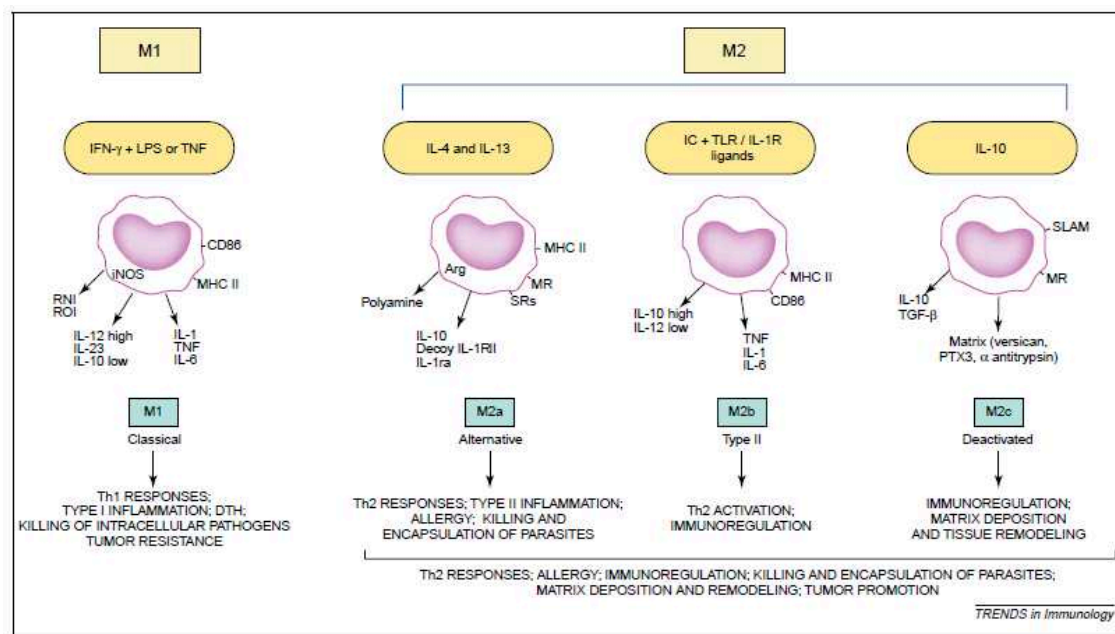 M1
M2
IFN-γ + LPS or TNF
IL-4 and IL-13
IC + TLR / IL-1R
ligands
IL-10
CD86
MHC II
iNOS
RNI
ROI
IL-12 high
IL-23
IL-10 low
IL-1
TNF
IL-6
MHC II
MR
SRs
Arg
Polyamine
IL-10
Decoy IL-1RII
IL-1ra
MHC II
CD86
IL-10 high
IL-12 low
TNF
IL-1
IL-6
SLAM
MR
IL-10
TGF-β
Matrix (versican,
PTX3, α antitrypsin)
M1
Classical
M2a
Alternative
M2b
Type II
M2c
Deactivated
Th1 RESPONSES;
TYPE I INFLAMMATION; DTH;
KILLING OF INTRACELLULAR PATHOGENS
TUMOR RESISTANCE
Th2 RESPONSES; TYPE II INFLAMMATION;
ALLERGY; KILLING AND
ENCAPSULATION OF PARASITES
Th2 ACTIVATION;
IMMUNOREGULATION
IMMUNOREGULATION;
MATRIX DEPOSITION
AND TISSUE REMODELING
Th2 RESPONSES; ALLERGY; IMMUNOREGULATION; KILLING AND ENCAPSULATION OF PARASITES;
MATRIX DEPOSITION AND REMODELING; TUMOR PROMOTION
TRENDS in Immunology